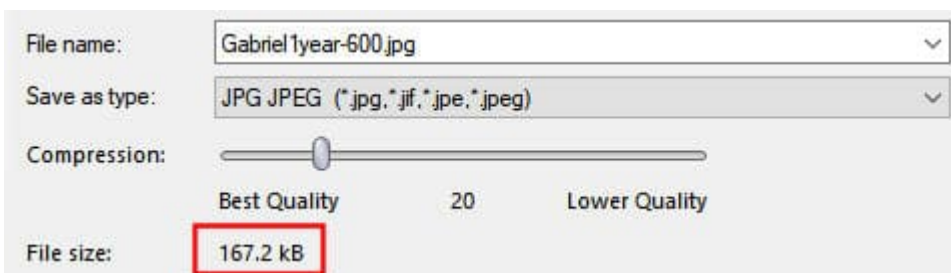 File name: Gabriel1year-600.jpg
Save as type: JPG JPEG (*.jpg,*.jif,*.jpe,*.jpeg)
Compression:
Best Quality 20 Lower Quality
File size: 167.2 kB